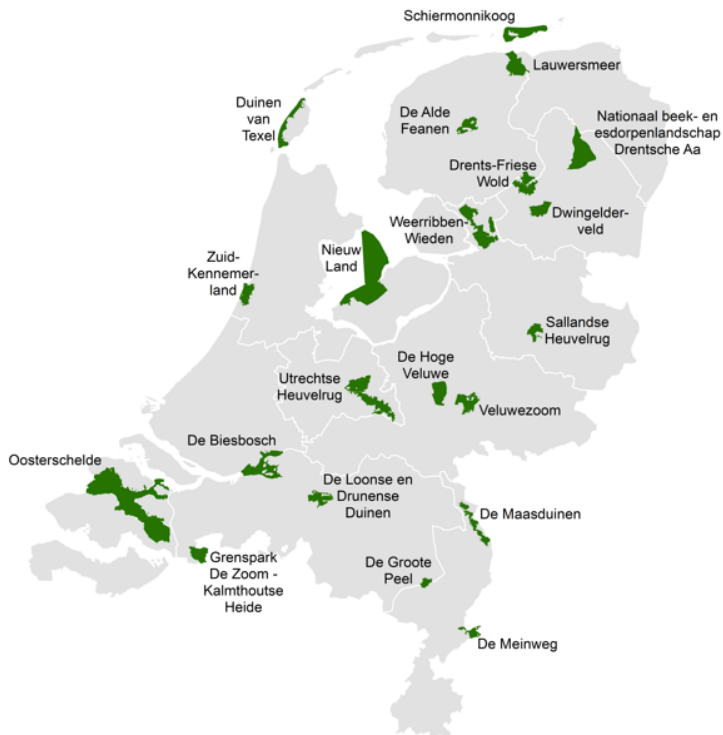 Schiermonnikoog
Lauwersmeer
Duinen
van
Texel
De Alde
Feanen
Nationaal beek- en
esdorpenlandschap
Drentsche Aa
Drents-Friese
Wold
Dwingelder-
veld
Weerribben-
Wieden
Nieuw
Land
Zuid-
Kennemer-
land
Sallandse
Heuvelrug
De Hoge
Veluwe
Utrechtse
Heuvelrug
Veluwezoom
De Biesbosch
Oosterschelde
De Loonse en
Drunense
Duinen
De Maasduinen
Grenspark
De Zoom -
Kalmthoutse
Heide
De Groote
Peel
De Meinweg